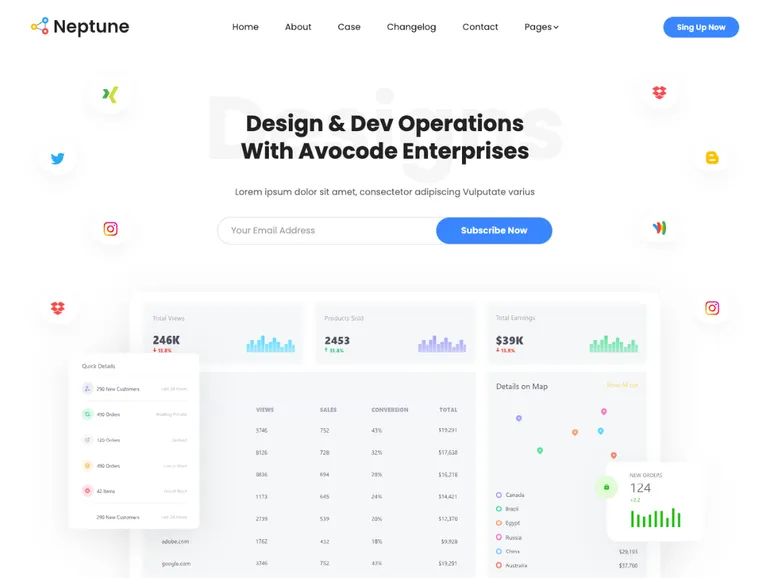 Neptune
Home
About
Case
Changelog
Contact
Pages
Sing Up Now
Designs
Design & Dev Operations
With Avocode Enterprises
Lorem ipsum dolor sit amet, consectetor adipiscing Vulputate varius
Your Email Address
Subscribe Now
Total Views
246K
13.8%
Products Sold
2453
33.8%
Total Earnings
$39K
13.8%
Quick Details
290 New Customers
490 Orders
120 Orders
490 Orders
42 Items
290 New Customers
VIEWS SALES CONVERSION TOTAL
3746 752 43% $19,291
8126 728 32% $17,638
8836 694 28% $15,218
1173 645 24% $14,421
2739 539 20% $12,370
adobe.com 1762 432 18% $9,928
google.com 3746 752 43% $19,291
Details on Map
Canada
Brazil
Egypt
Russia
China $29,193
Australia $37,780
NEW ORDERS
124
+2.2